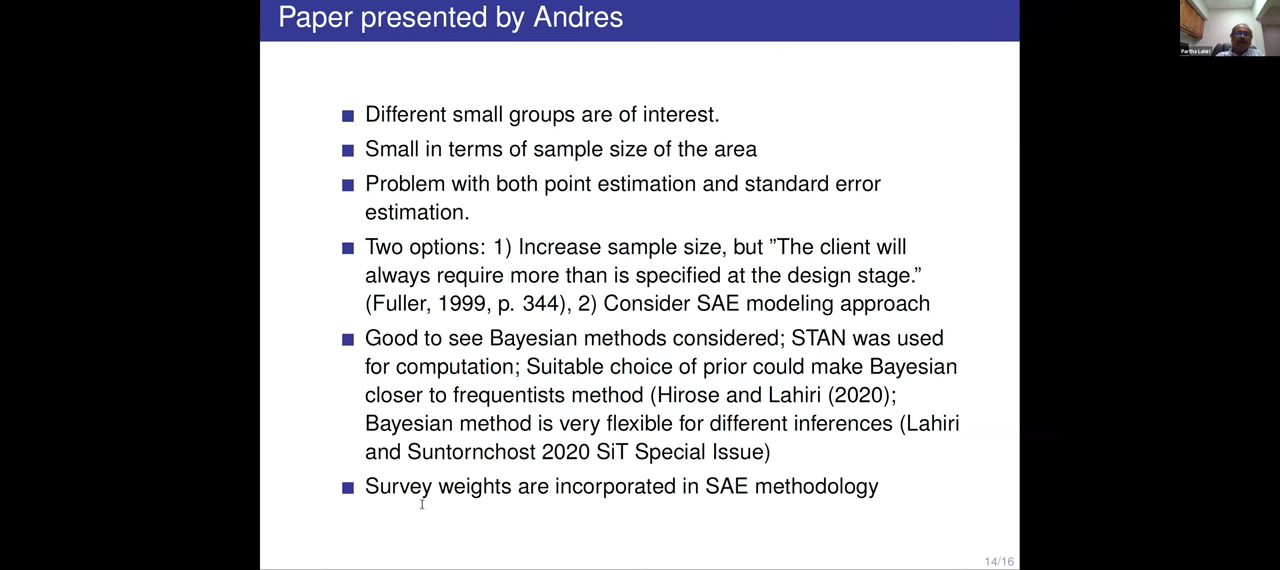 Paper presented by Andres
Partha Lahiri
Different small groups are of interest.
Small in terms of sample size of the area
Problem with both point estimation and standard error
estimation.
Two options: 1) Increase sample size, but ”The client will
always require more than is specified at the design stage.”
(Fuller, 1999, p. 344), 2) Consider SAE modeling approach
Good to see Bayesian methods considered; STAN was used
for computation; Suitable choice of prior could make Bayesian
closer to frequentists method (Hirose and Lahiri (2020);
Bayesian method is very flexible for different inferences (Lahiri
and Suntornchost 2020 SiT Special Issue)
Survey weights are incorporated in SAE methodology
14/16